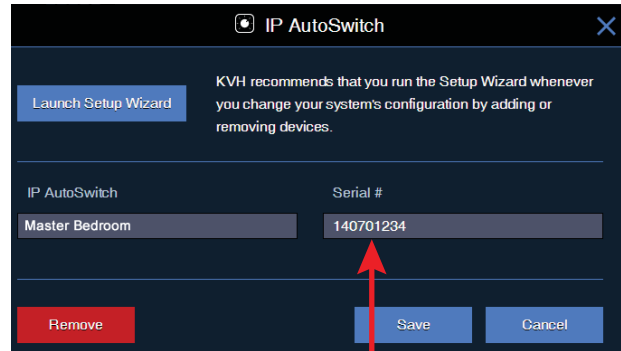 IP AutoSwitch
Launch Setup Wizard
KVH recommends that you run the Setup Wizard whenever
you change your system's configuration by adding or
removing devices.
IP AutoSwitch
Serial #
Master Bedroom
140701234
Remove
Save
Cancel